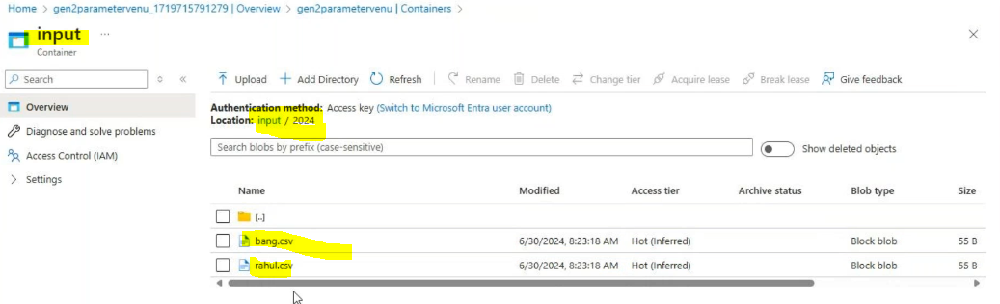 Home > gen2parametervenu_1719715791279 | Overview > gen2parametervenu | Containers >
input ...
Container
Search
Upload Add Directory Refresh Rename Delete Change tier Acquire lease Break lease Give feedback
Overview
Diagnose and solve problems
Access Control (IAM)
Settings
Authentication method: Access key (Switch to Microsoft Entra user account)
Location: input / 2024
Search blobs by prefix (case-sensitive)
Show deleted objects
Name Modified Access tier Archive status Blob type Size
[..]
bang.csv 6/30/2024, 8:23:18 AM Hot (Inferred) Block blob 55 B
rahul.csv 6/30/2024, 8:23:18 AM Hot (Inferred) Block blob 55 B